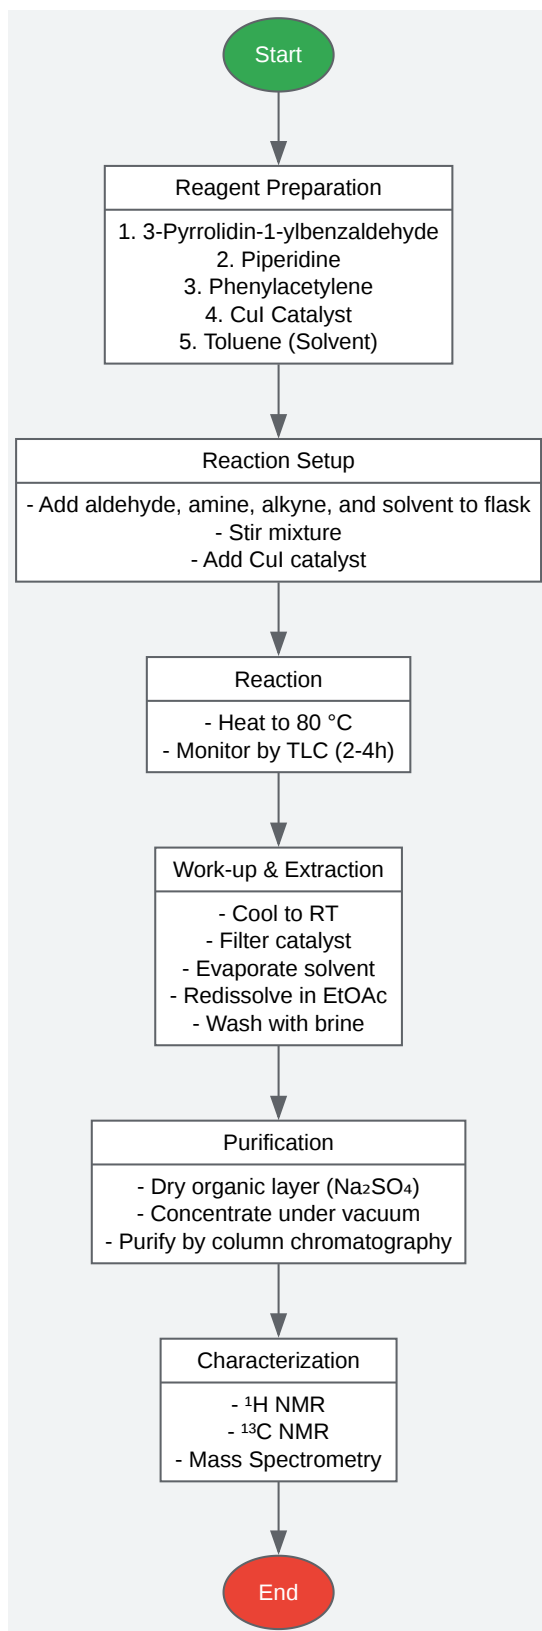 Start
Reagent Preparation
1. 3-Pyrrolidin-1-ylbenzaldehyde
2. Piperidine
3. Phenylacetylene
4. CuI Catalyst
5. Toluene (Solvent)
Reaction Setup
- Add aldehyde, amine, alkyne, and solvent to flask
- Stir mixture
- Add CuI catalyst
Reaction
- Heat to 80 °C
- Monitor by TLC (2-4h)
Work-up & Extraction
- Cool to RT
- Filter catalyst
- Evaporate solvent
- Redissolve in EtOAc
- Wash with brine
Purification
- Dry organic layer (Na₂SO₄)
- Concentrate under vacuum
- Purify by column chromatography
Characterization
- ¹H NMR
- ¹³C NMR
- Mass Spectrometry
End